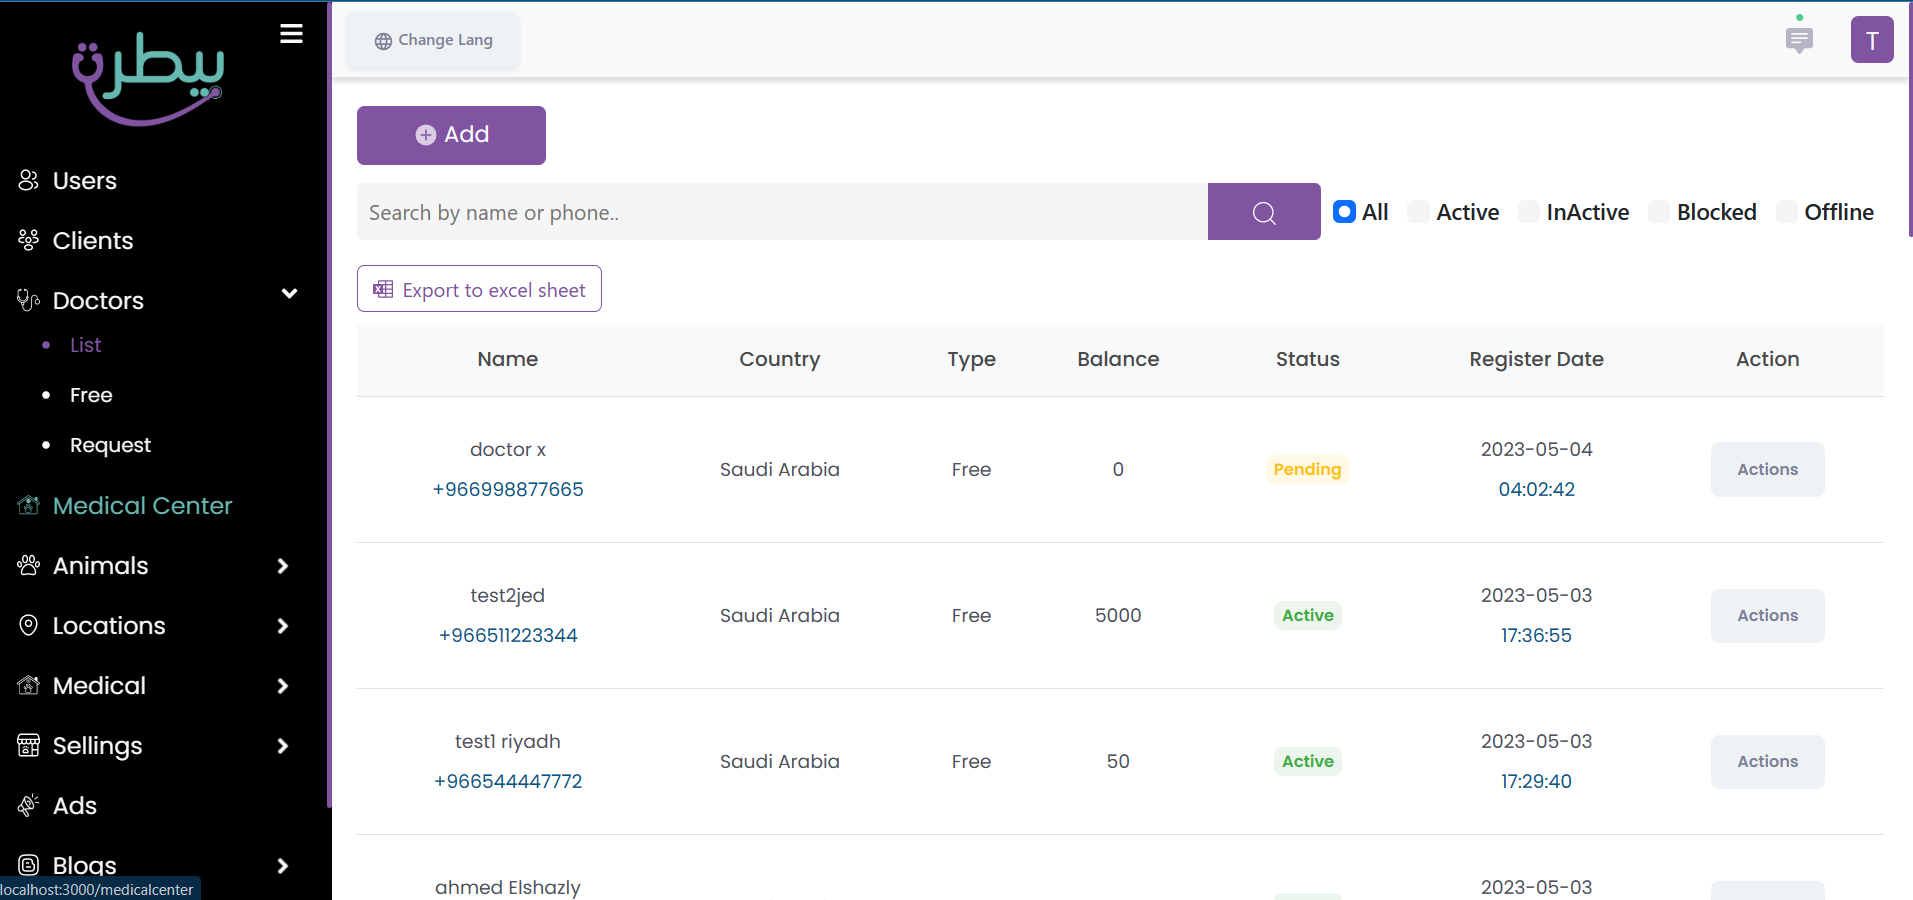 بيطرة
Change Lang
T
Users
Clients
Doctors
List
Free
Request
Medical Center
Animals
Locations
Medical
Sellings
Ads
Blogs
localhost:3000/medicalcenter
Add
Search by name or phone..
All Active InActive Blocked Offline
Export to excel sheet
Name Country Type Balance Status Register Date Action
doctor x
+966998877665
Saudi Arabia Free 0 Pending
2023-05-04
04:02:42
Actions
test2jed
+966511223344
Saudi Arabia Free 5000 Active
2023-05-03
17:36:55
Actions
test1 riyadh
+966544447772
Saudi Arabia Free 50 Active
2023-05-03
17:29:40
Actions
ahmed Elshazly
2023-05-03